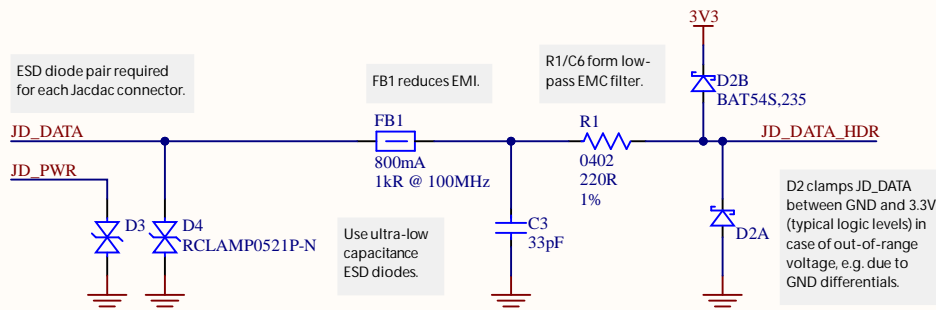 3V3
ESD diode pair required
for each Jacdac connector.
FB1 reduces EMI.
R1/C6 form low-
pass EMC filter.
D2B
BAT54S,235
JD_DATA
FB1
800mA
1kR @ 100MHz
R1
0402
220R
1%
JD_DATA_HDR
JD_PWR
D3
D4
RCLAMP0521P-N
Use ultra-low
capacitance
ESD diodes.
C3
33pF
D2A
D2 clamps JD_DATA
between GND and 3.3V
(typical logic levels) in
case of out-of-range
voltage, e.g. due to
GND differentials.